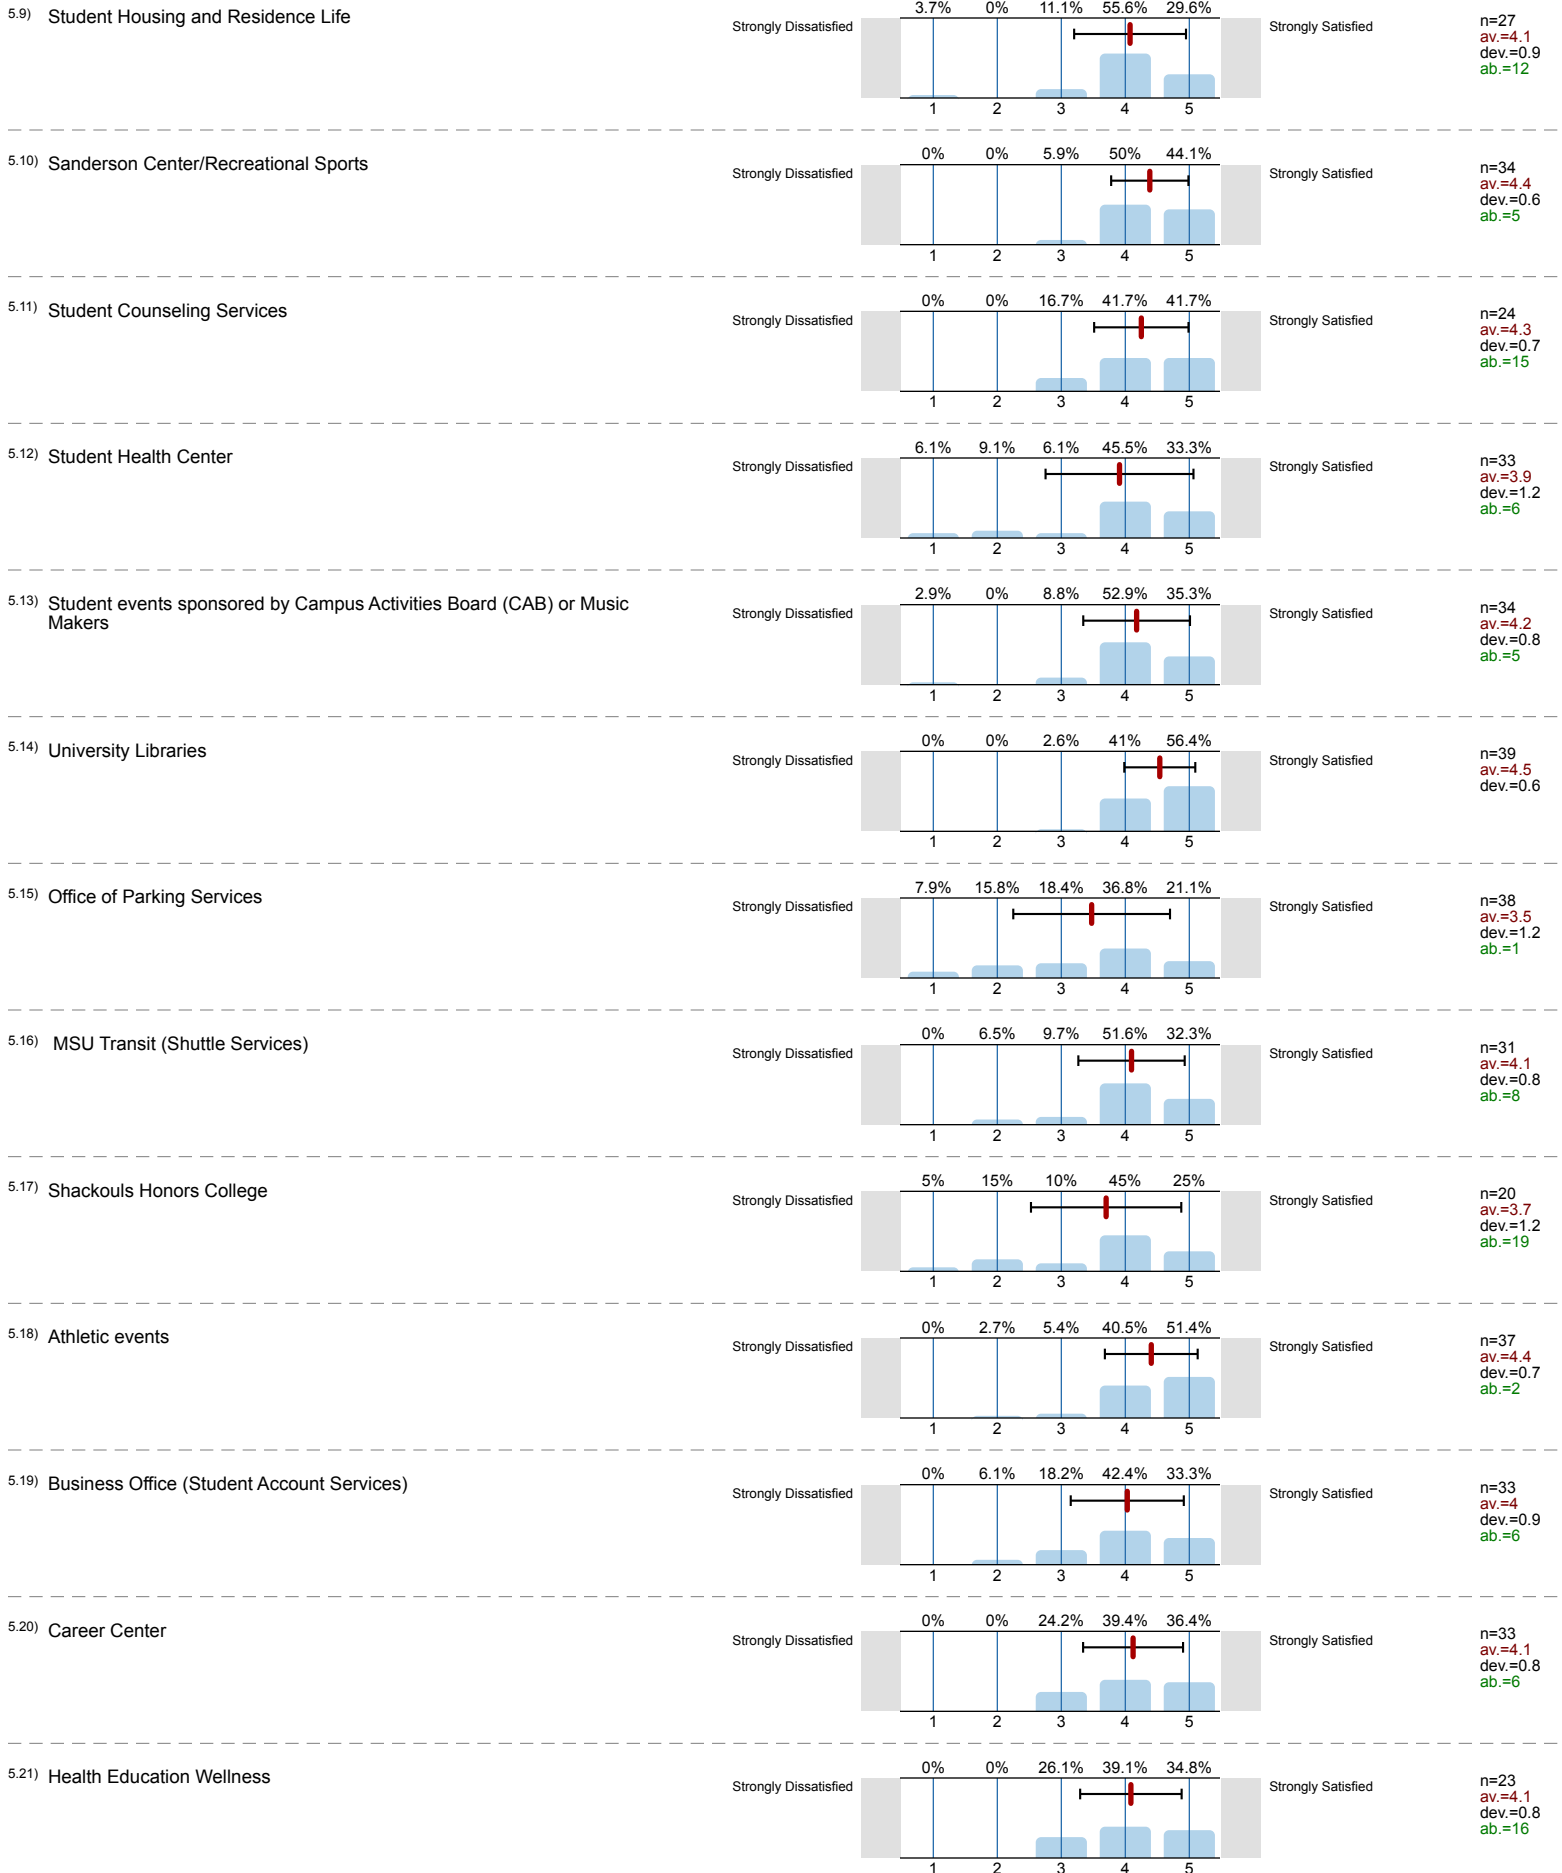 5.9) Student Housing and Residence Life
3.7% 0% 11.1% 55.6% 29.6%
Strongly Dissatisfied
Strongly Satisfied
n=27
av.=4.1
dev.=0.9
ab.=12
1 2 3 4 5
5.10) Sanderson Center/Recreational Sports
0% 0% 5.9% 50% 44.1%
Strongly Dissatisfied
Strongly Satisfied
n=34
av.=4.4
dev.=0.6
ab.=5
1 2 3 4 5
5.11) Student Counseling Services
0% 0% 16.7% 41.7% 41.7%
Strongly Dissatisfied
Strongly Satisfied
n=24
av.=4.3
dev.=0.7
ab.=15
1 2 3 4 5
5.12) Student Health Center
6.1% 9.1% 6.1% 45.5% 33.3%
Strongly Dissatisfied
Strongly Satisfied
n=33
av.=3.9
dev.=1.2
ab.=6
1 2 3 4 5
5.13) Student events sponsored by Campus Activities Board (CAB) or Music
Makers
2.9% 0% 8.8% 52.9% 35.3%
Strongly Dissatisfied
Strongly Satisfied
n=34
av.=4.2
dev.=0.8
ab.=5
1 2 3 4 5
5.14) University Libraries
0% 0% 2.6% 41% 56.4%
Strongly Dissatisfied
Strongly Satisfied
n=39
av.=4.5
dev.=0.6
1 2 3 4 5
5.15) Office of Parking Services
7.9% 15.8% 18.4% 36.8% 21.1%
Strongly Dissatisfied
Strongly Satisfied
n=38
av.=3.5
dev.=1.2
ab.=1
1 2 3 4 5
5.16) MSU Transit (Shuttle Services)
0% 6.5% 9.7% 51.6% 32.3%
Strongly Dissatisfied
Strongly Satisfied
n=31
av.=4.1
dev.=0.8
ab.=8
1 2 3 4 5
5.17) Shackouls Honors College
5% 15% 10% 45% 25%
Strongly Dissatisfied
Strongly Satisfied
n=20
av.=3.7
dev.=1.2
ab.=19
1 2 3 4 5
5.18) Athletic events
0% 2.7% 5.4% 40.5% 51.4%
Strongly Dissatisfied
Strongly Satisfied
n=37
av.=4.4
dev.=0.7
ab.=2
1 2 3 4 5
5.19) Business Office (Student Account Services)
0% 6.1% 18.2% 42.4% 33.3%
Strongly Dissatisfied
Strongly Satisfied
n=33
av.=4
dev.=0.9
ab.=6
1 2 3 4 5
5.20) Career Center
0% 0% 24.2% 39.4% 36.4%
Strongly Dissatisfied
Strongly Satisfied
n=33
av.=4.1
dev.=0.8
ab.=6
1 2 3 4 5
5.21) Health Education Wellness
0% 0% 26.1% 39.1% 34.8%
Strongly Dissatisfied
Strongly Satisfied
n=23
av.=4.1
dev.=0.8
ab.=16
1 2 3 4 5